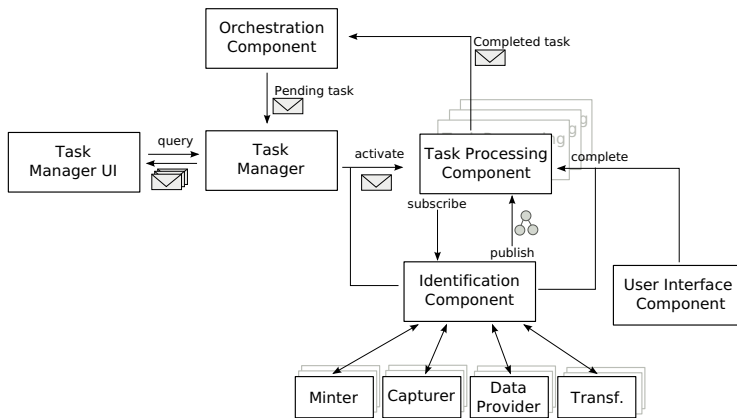 Orchestration
Component
Completed task
Pending task
Task
Manager UI
query
Task
Manager
activate
Task Processing
Component
complete
subscribe
publish
Identification
Component
User Interface
Component
Minter
Capturer
Data
Provider
Transf.